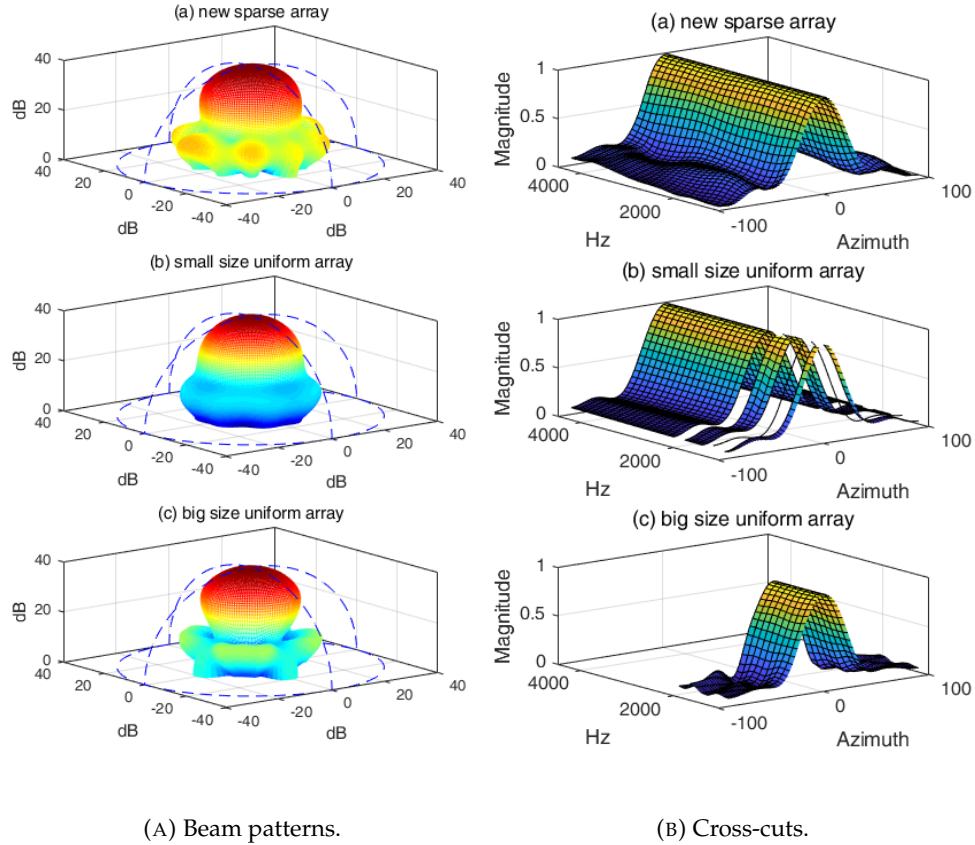 (a) new sparse array
40
20
0
dB
40
20
0
-20
-40
dB
-40
-20
0
20
40
dB
(b) small size uniform array
40
20
0
dB
40
20
0
-20
-40
dB
-40
-20
0
20
40
dB
(c) big size uniform array
40
20
0
dB
40
20
0
-20
-40
dB
-40
-20
0
20
40
dB
(A) Beam patterns.
(a) new sparse array
1
0.5
0
Magnitude
4000
2000
Hz
-100
0
100
Azimuth
(b) small size uniform array
1
0.5
0
Magnitude
4000
2000
Hz
-100
0
100
Azimuth
(c) big size uniform array
1
0.5
0
Magnitude
4000
2000
Hz
-100
0
100
Azimuth
(B) Cross-cuts.